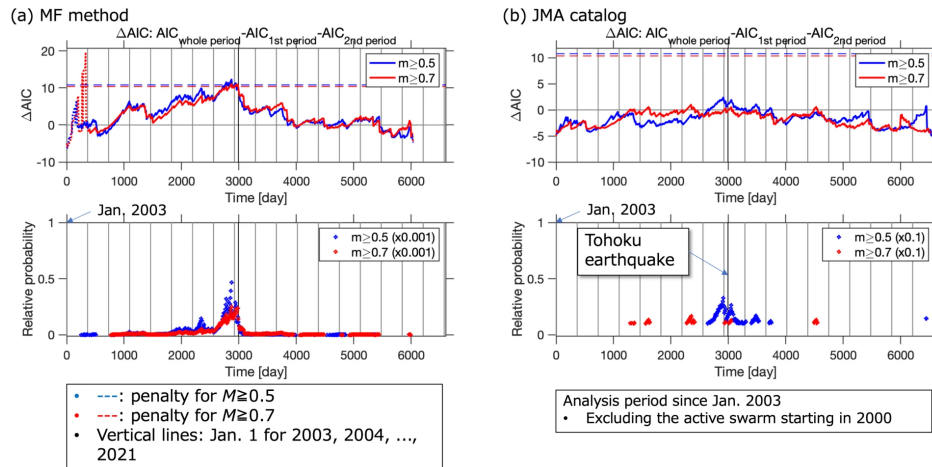 (a) MF method
ΔAIC: AICwhole period-AIC1st period-AIC2nd period
20
10
0
-10
ΔAIC
m≥0.5
m≥0.7
0 1000 2000 3000 4000 5000 6000
Time [day]
Jan. 2003
1
0.5
0
Relative probability
m≥0.5 (x0.001)
m≥0.7 (x0.001)
0 1000 2000 3000 4000 5000 6000
Time [day]
• ---: penalty for M≧0.5
• ---: penalty for M≧0.7
• Vertical lines: Jan. 1 for 2003, 2004, ...,
2021
(b) JMA catalog
ΔAIC: AICwhole period-AIC1st period-AIC2nd period
10
5
0
-5
-10
ΔAIC
m≥0.5
m≥0.7
0 1000 2000 3000 4000 5000 6000
Time [day]
Jan. 2003
1
0.5
0
Relative probability
Tohoku
earthquake
m≥0.5 (x0.1)
m≥0.7 (x0.1)
0 1000 2000 3000 4000 5000 6000
Time [day]
Analysis period since Jan. 2003
• Excluding the active swarm starting in 2000